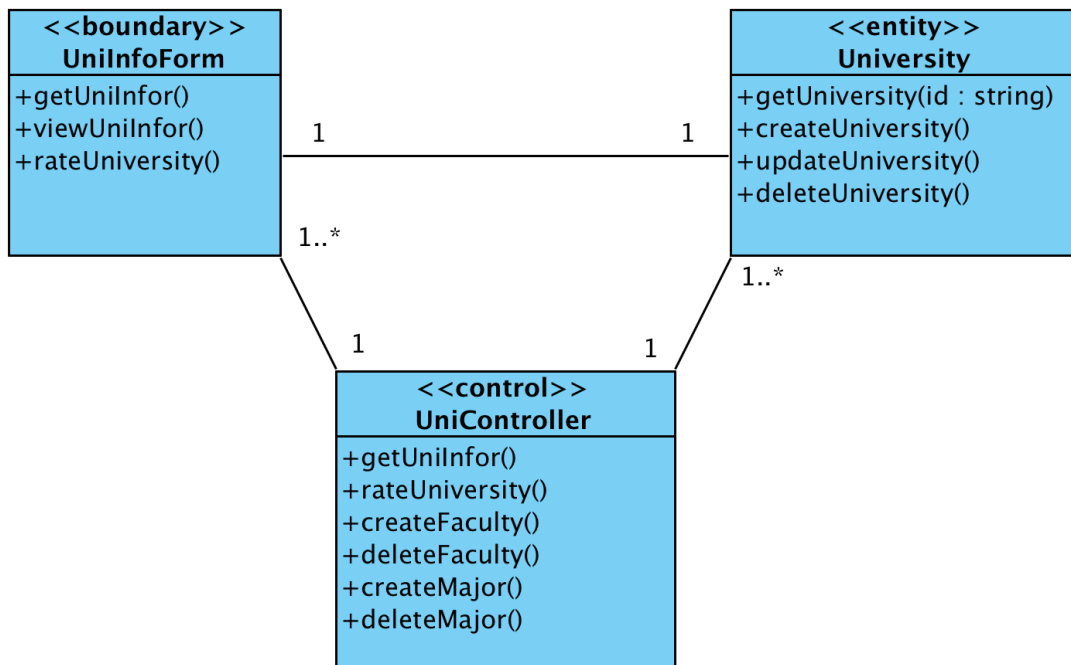 <<boundary>>
UniInfoForm
+getUniInfor()
+viewUniInfor()
+rateUniversity()
<<entity>>
University
+getUniversity(id : string)
+createUniversity()
+updateUniversity()
+deleteUniversity()
1
1
1..*
1..*
1
1
<<control>>
UniController
+getUniInfor()
+rateUniversity()
+createFaculty()
+deleteFaculty()
+createMajor()
+deleteMajor()